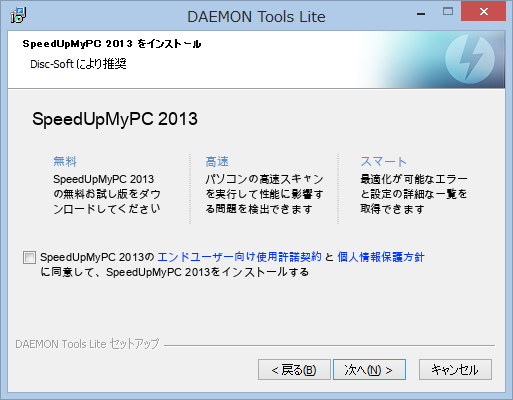 DAEMON Tools Lite
SpeedUpMyPC 2013 をインストール
Disc-Soft により推奨
SpeedUpMyPC 2013
無料
SpeedUpMyPC 2013
の無料お試し版をダウ
ンロードしてください
高速
パソコンの高速スキャン
を実行して性能に影響す
る問題を検出できます
スマート
最適化が可能なエラー
と設定の詳細な一覧を
取得できます
SpeedUpMyPC 2013の エンドユーザー向け使用許諾契約 と 個人情報保護方針
に同意して、SpeedUpMyPC 2013をインストールする
DAEMON Tools Lite セットアップ
< 戻る(B)
次へ(N) >
キャンセル